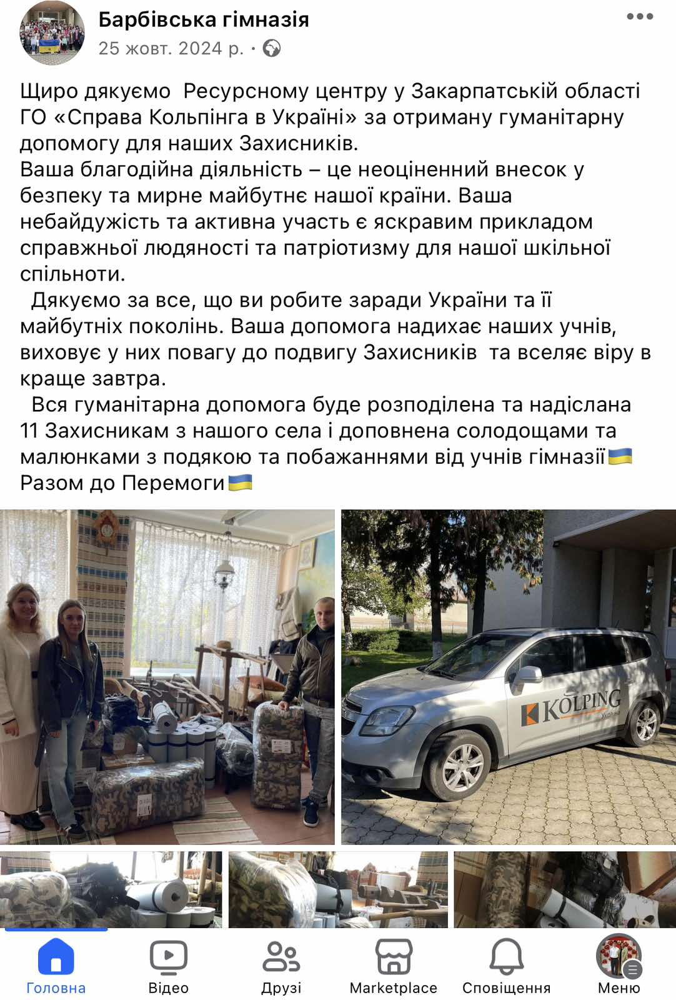 Барбівська гімназія
25 жовт. 2024 р. ·
Щиро дякуємо  Ресурсному центру у Закарпатській області
ГО «Справа Кольпінга в Україні» за отриману гуманітарну
допомогу для наших Захисників.
Ваша благодійна діяльність – це неоціненний внесок у
безпеку та мирне майбутнє нашої країни. Ваша
небайдужість та активна участь є яскравим прикладом
справжньої людяності та патріотизму для нашої шкільної
спільноти.
Дякуємо за все, що ви робите заради України та її
майбутніх поколінь. Ваша допомога надихає наших учнів,
виховує у них повагу до подвигу Захисників  та вселяє віру в
краще завтра.
Вся гуманітарна допомога буде розподілена та надіслана
11 Захисникам з нашого села і доповнена солодощами та
малюнками з подякою та побажаннями від учнів гімназії🇺🇦
Разом до Перемоги🇺🇦
KOLPING
Україна
Головна
Відео
Друзі
Marketplace
Сповіщення
Меню